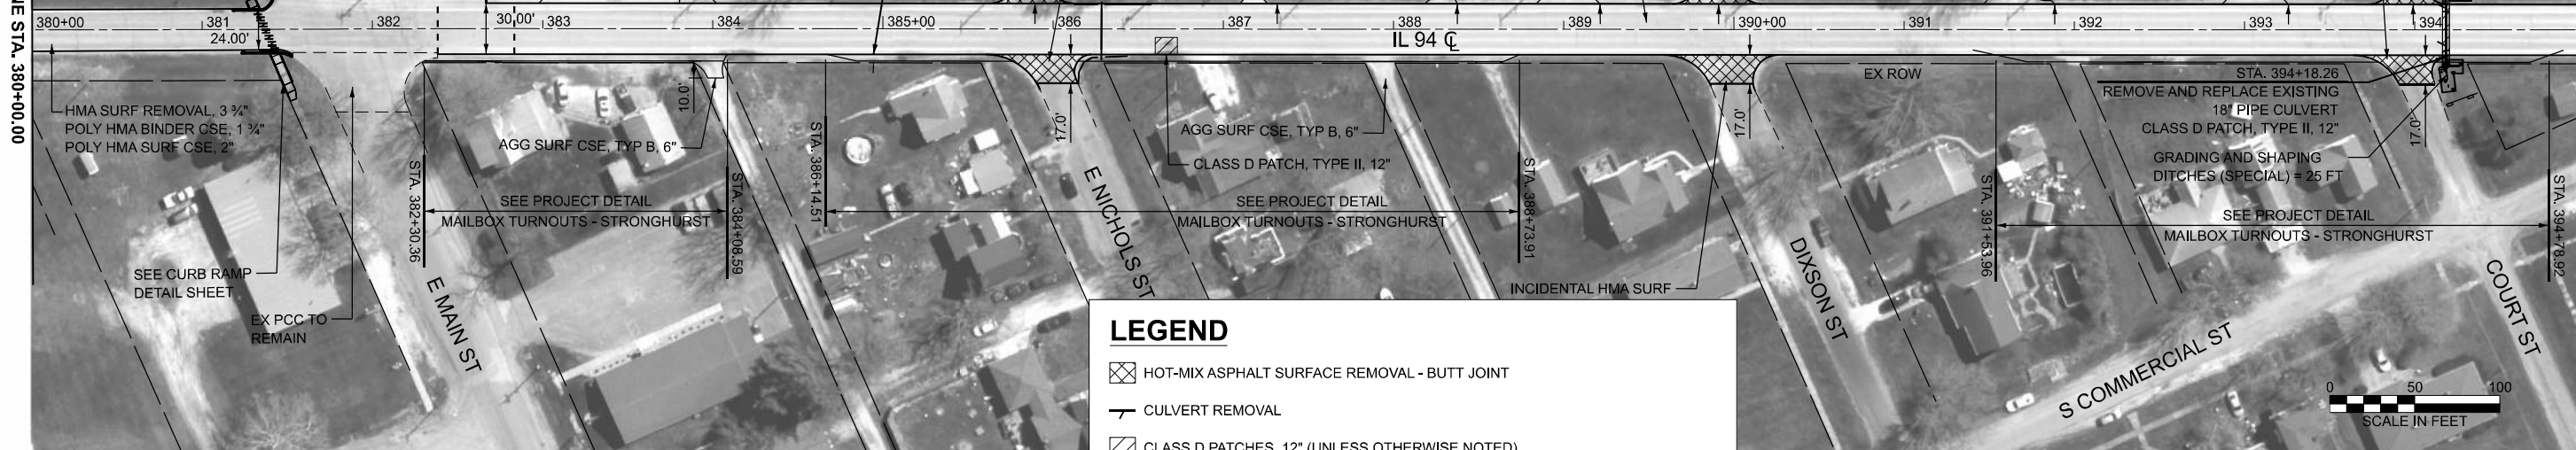 NE STA. 380+00.00
380+00
381
382
383
384
385+00
386
387
388
389
390+00
391
392
393
394
24.00'
30.00'
IL 94 ℄
HMA SURF REMOVAL, 3 ¾"
POLY HMA BINDER CSE, 1 ¾"
POLY HMA SURF CSE, 2"
SEE CURB RAMP
DETAIL SHEET
EX PCC TO
REMAIN
STA. 382+30.36
E MAIN ST
10.0'
AGG SURF CSE, TYP B, 6"
SEE PROJECT DETAIL
MAILBOX TURNOUTS - STRONGHURST
STA. 384+08.59
STA. 386+14.51
17.0'
E NICHOLS ST
AGG SURF CSE, TYP B, 6"
CLASS D PATCH, TYPE II, 12"
SEE PROJECT DETAIL
MAILBOX TURNOUTS - STRONGHURST
STA. 388+73.91
INCIDENTAL HMA SURF
17.0'
DIXSON ST
EX ROW
STA. 391+53.96
STA. 394+18.26
REMOVE AND REPLACE EXISTING
18" PIPE CULVERT
CLASS D PATCH, TYPE II, 12"
GRADING AND SHAPING
DITCHES (SPECIAL) = 25 FT
17.0'
SEE PROJECT DETAIL
MAILBOX TURNOUTS - STRONGHURST
STA. 394+78.92
S COMMERCIAL ST
COURT ST
0 50 100
SCALE IN FEET
LEGEND
HOT-MIX ASPHALT SURFACE REMOVAL - BUTT JOINT
CULVERT REMOVAL
CLASS D PATCHES, 12" (UNLESS OTHERWISE NOTED)